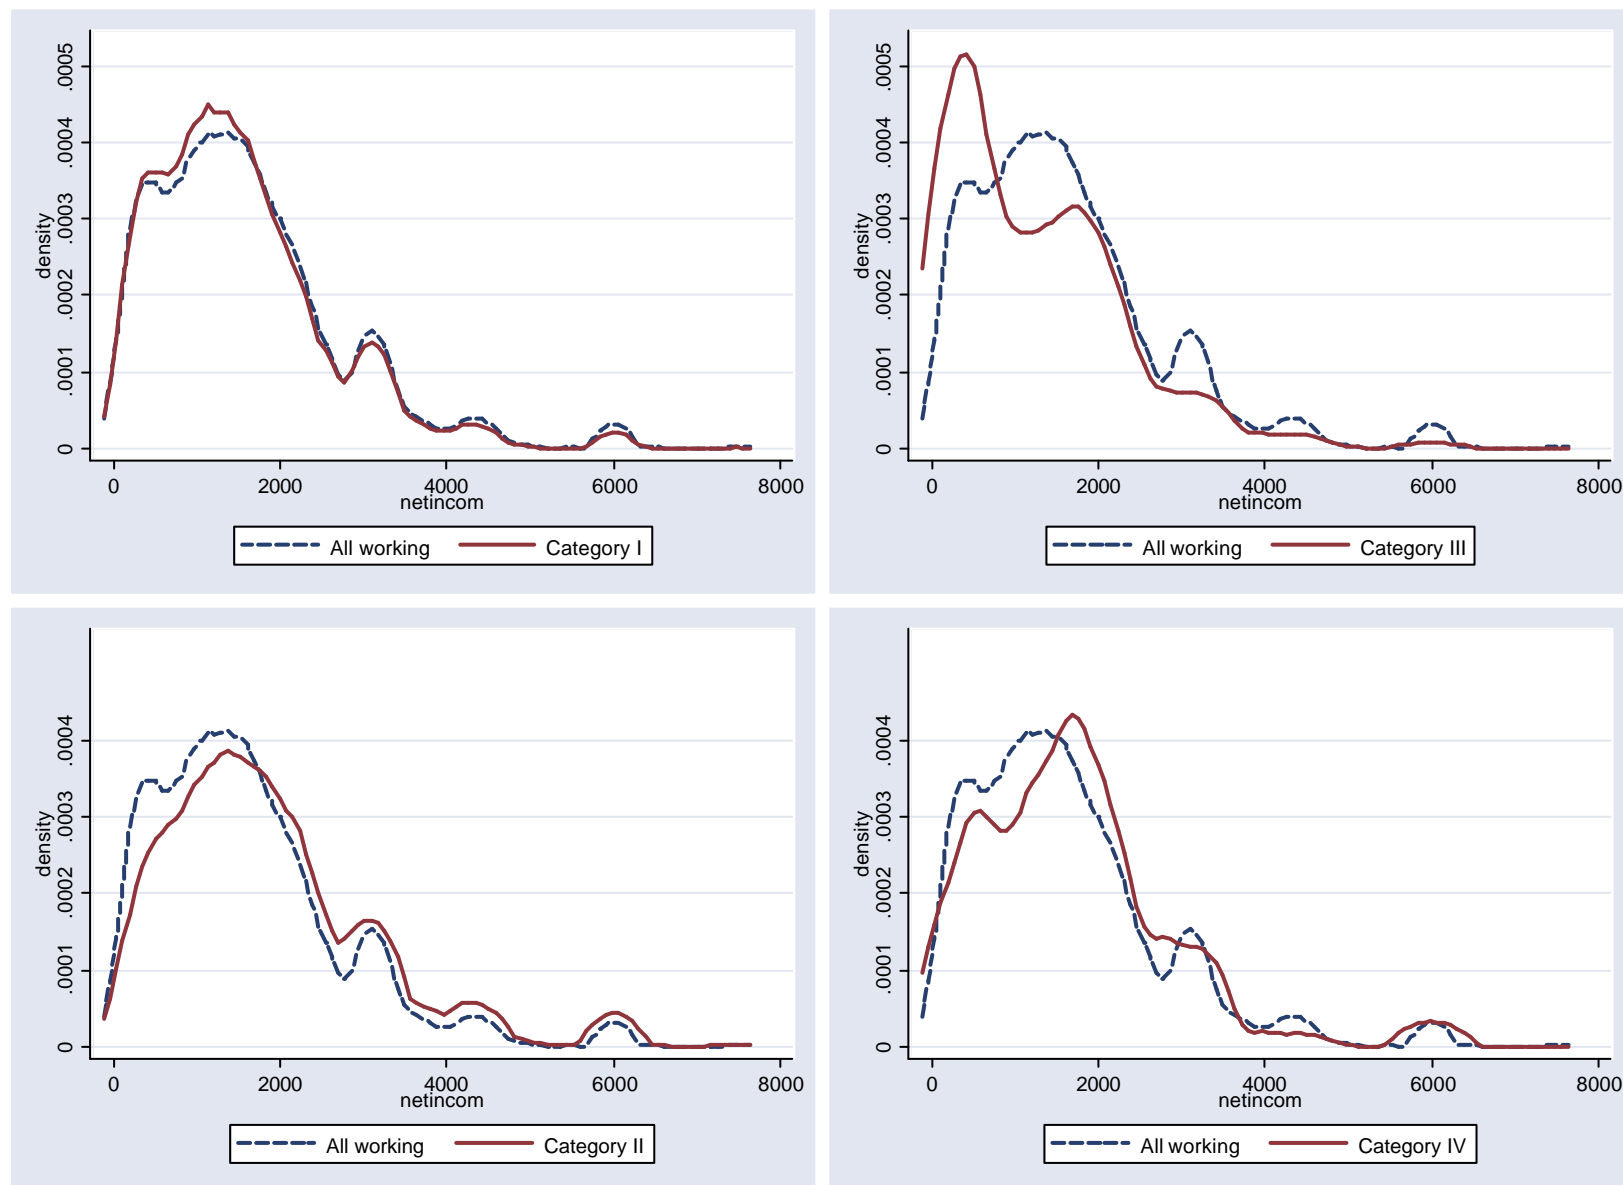 .0005
.0004
.0003
.0002
.0001
0
density
0 2000 4000 6000 8000
netincom
All working Category I
.0005
.0004
.0003
.0002
.0001
0
density
0 2000 4000 6000 8000
netincom
All working Category III
.0004
.0003
.0002
.0001
0
density
0 2000 4000 6000 8000
netincom
All working Category II
.0004
.0003
.0002
.0001
0
density
0 2000 4000 6000 8000
netincom
All working Category IV